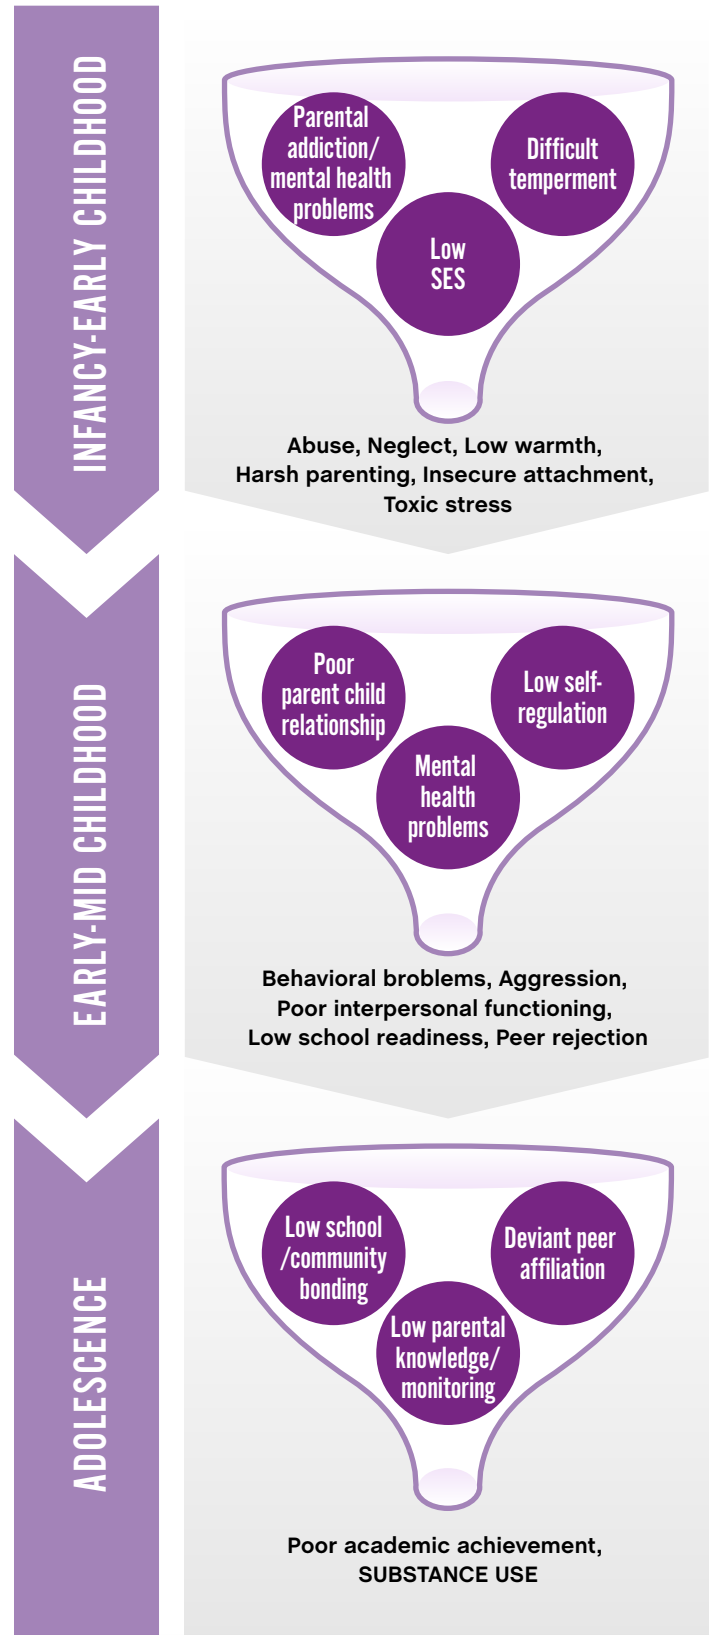 INFANCY-EARLY CHILDHOOD
Parental
addiction/
mental health
problems
Difficult
temperment
Low
SES
Abuse, Neglect, Low warmth,
Harsh parenting, Insecure attachment,
Toxic stress
EARLY-MID CHILDHOOD
Poor
parent child
relationship
Low self-
regulation
Mental
health
problems
Behavioral broblems, Aggression,
Poor interpersonal functioning,
Low school readiness, Peer rejection
ADOLESCENCE
Low school
/community
bonding
Deviant peer
affiliation
Low parental
knowledge/
monitoring
Poor academic achievement,
SUBSTANCE USE